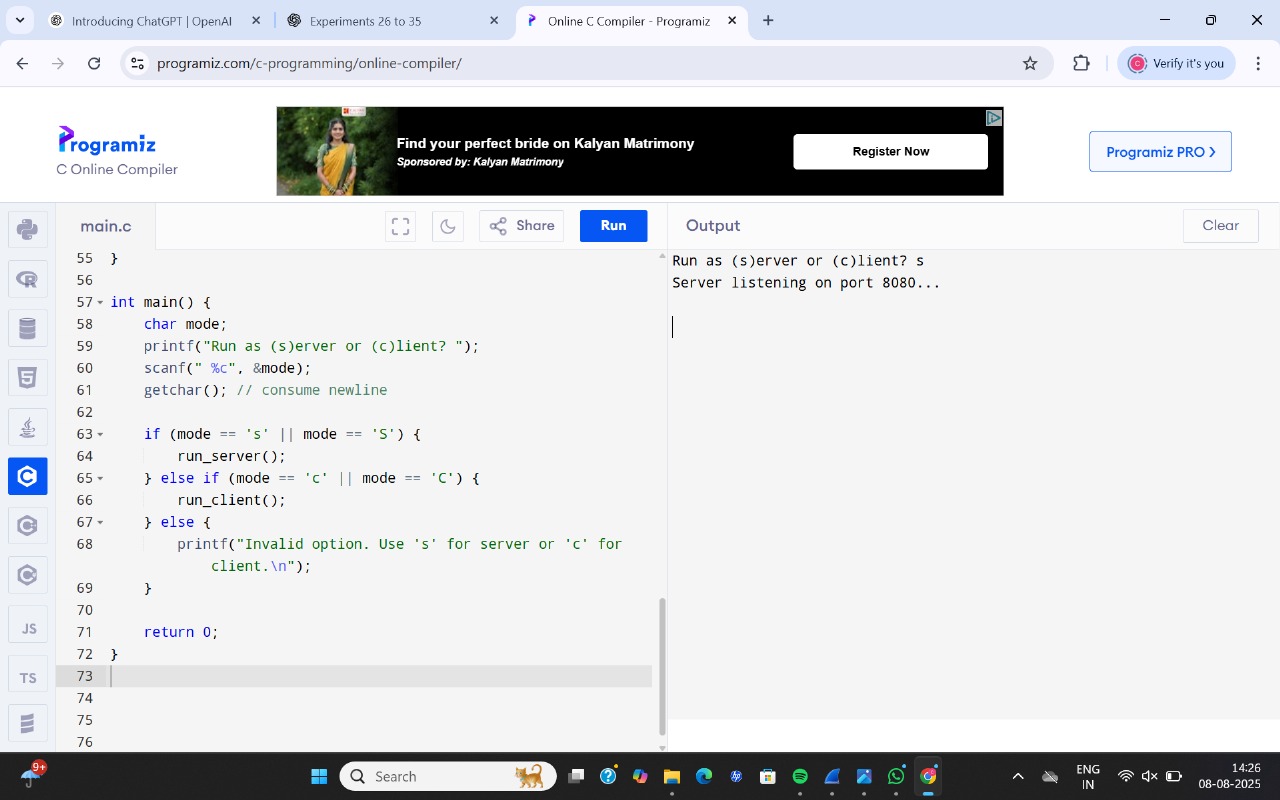 Introducing ChatGPT | OpenAI
Experiments 26 to 35
Online C Compiler - Programiz
programiz.com/c-programming/online-compiler/
Verify it's you
Programiz
C Online Compiler
Find your perfect bride on Kalyan Matrimony
Sponsored by: Kalyan Matrimony
Register Now
Programiz PRO
main.c
Share
Run
Output
Clear
55 }
56
57 int main() {
58     char mode;
59     printf("Run as (s)erver or (c)lient? ");
60     scanf(" %c", &mode);
61     getchar(); // consume newline
62
63     if (mode == 's' || mode == 'S') {
64         run_server();
65     } else if (mode == 'c' || mode == 'C') {
66         run_client();
67     } else {
68         printf("Invalid option. Use 's' for server or 'c' for
client.\n");
69     }
70
71     return 0;
72 }
73
74
75
76
Run as (s)erver or (c)lient? s
Server listening on port 8080...
JS
TS
9+
Search
ENG
IN
14:26
08-08-2025